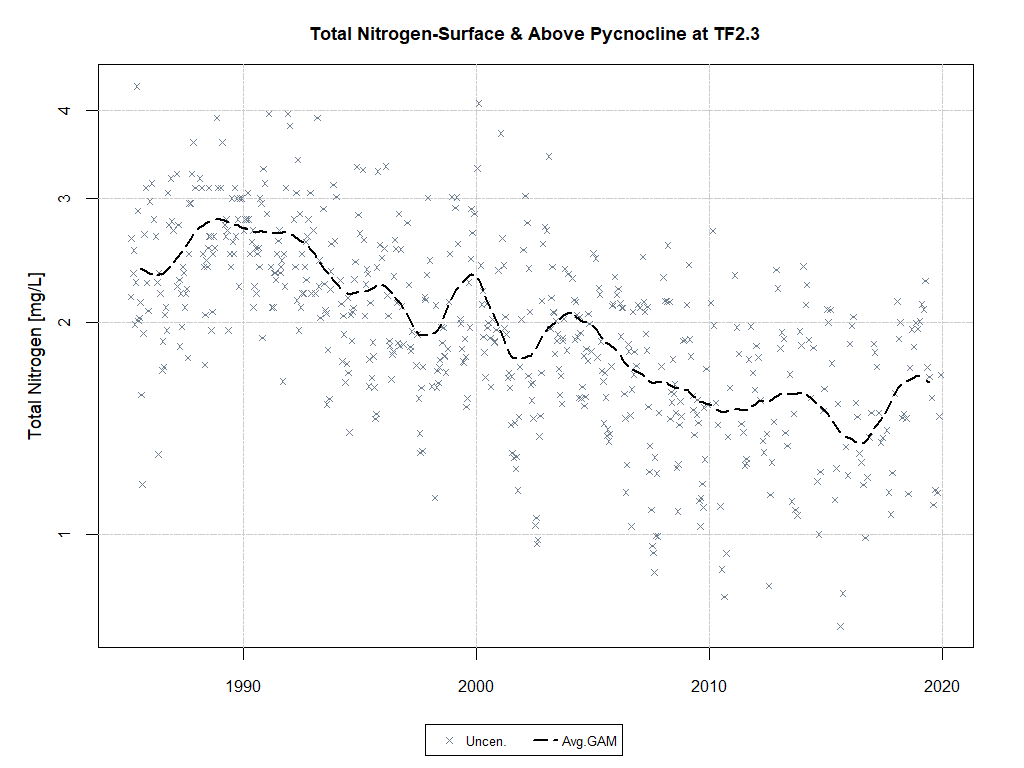 Total Nitrogen-Surface & Above Pycnocline at TF2.3
Total Nitrogen [mg/L]
4
3
2
1
1990
2000
2010
2020
Uncen.
Avg.GAM